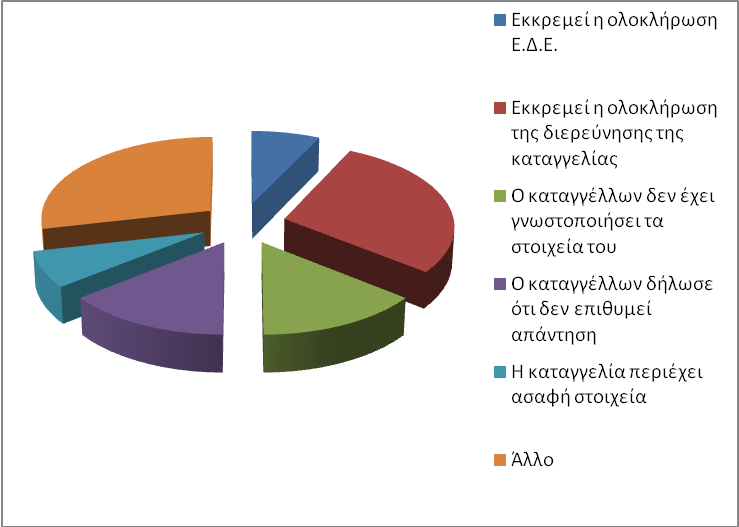 Εκκρεμεί η ολοκλήρωση
Ε.Δ.Ε.
Εκκρεμεί η ολοκλήρωση
της διερεύνησης της
καταγγελίας
Ο καταγγέλλων δεν έχει
γνωστοποιήσει τα
στοιχεία του
Ο καταγγέλλων δήλωσε
ότι δεν επιθυμεί
απάντηση
Η καταγγελία περιέχει
ασαφή στοιχεία
Άλλο